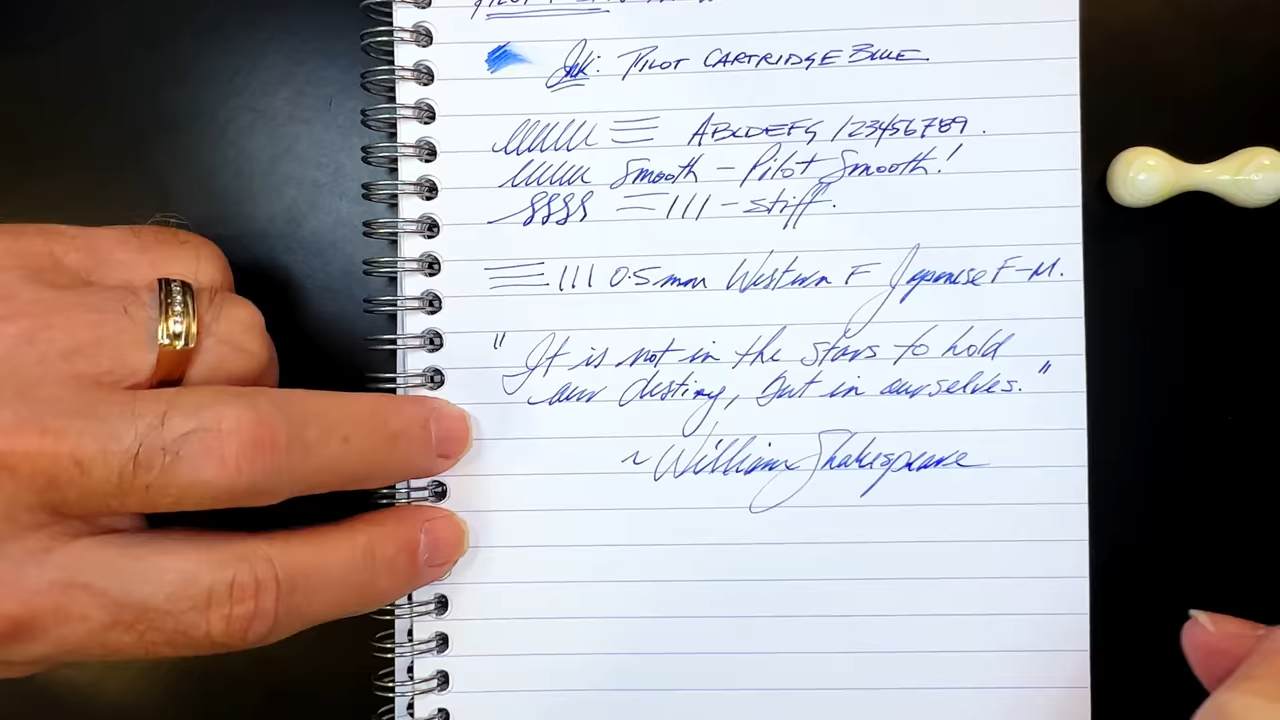 Ink: PILOT CARTRIDGE BLUE
ABCDEFG 123456789.
Smooth - Pilot Smooth!
- stiff.
0.5mm Western F Japanese F-M.
"It is not in the stars to hold
our destiny, but in ourselves."
~ William Shakespeare